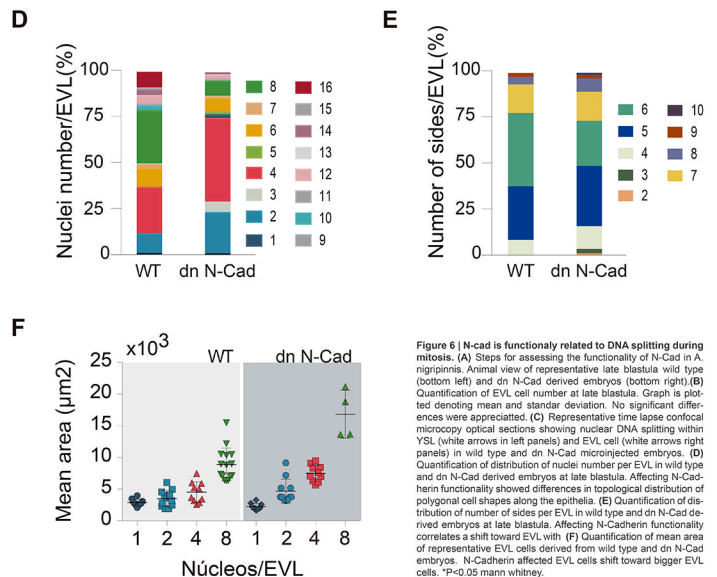 D
Nuclei number/EVL(%)
100
75
50
25
0
WT
dn N-Cad
8
7
6
5
4
3
2
1
16
15
14
13
12
11
10
9
E
Number of sides/EVL(%)
100
75
50
25
0
WT
dn N-Cad
6
5
4
3
2
10
9
8
7
F
x10³
WT
dn N-Cad
Mean area (µm2)
25
20
15
10
5
0
1 2 4 8 1 2 4 8
Núcleos/EVL
Figure 6 | N-cad is functionaly related to DNA splitting during
mitosis. (A) Steps for assessing the functionality of N-Cad in A.
nigripinnis. Animal view of representative late blastula wild type
(bottom left) and dn N-Cad derived embryos (bottom right).(B)
Quantification of EVL cell number at late blastula. Graph is plot-
ted denoting mean and standar deviation. No significant differ-
ences were appreciatted. (C) Representative time lapse confocal
microcopy optical sections showing nuclear DNA splitting within
YSL (white arrows in left panels) and EVL cell (white arrows right
panels) in wild type and dn N-Cad microinjected embryos. (D)
Quantification of distribution of nuclei number per EVL in wild type
and dn N-Cad derived embryos at late blastula. Affecting N-Cad-
herin functionality showed differences in topological distribution of
polygonal cell shapes along the epithelia. (E) Quantification of dis-
tribution of number of sides per EVL in wild type and dn N-Cad de-
rived embryos at late blastula. Affecting N-Cadherin functionality
correlates a shift toward EVL with (F) Quantification of mean area
of representative EVL cells derived from wild type and dn N-Cad
embryos. N-Cadherin affected EVL cells shift toward bigger EVL
cells. *P<0.05 mann whitney.